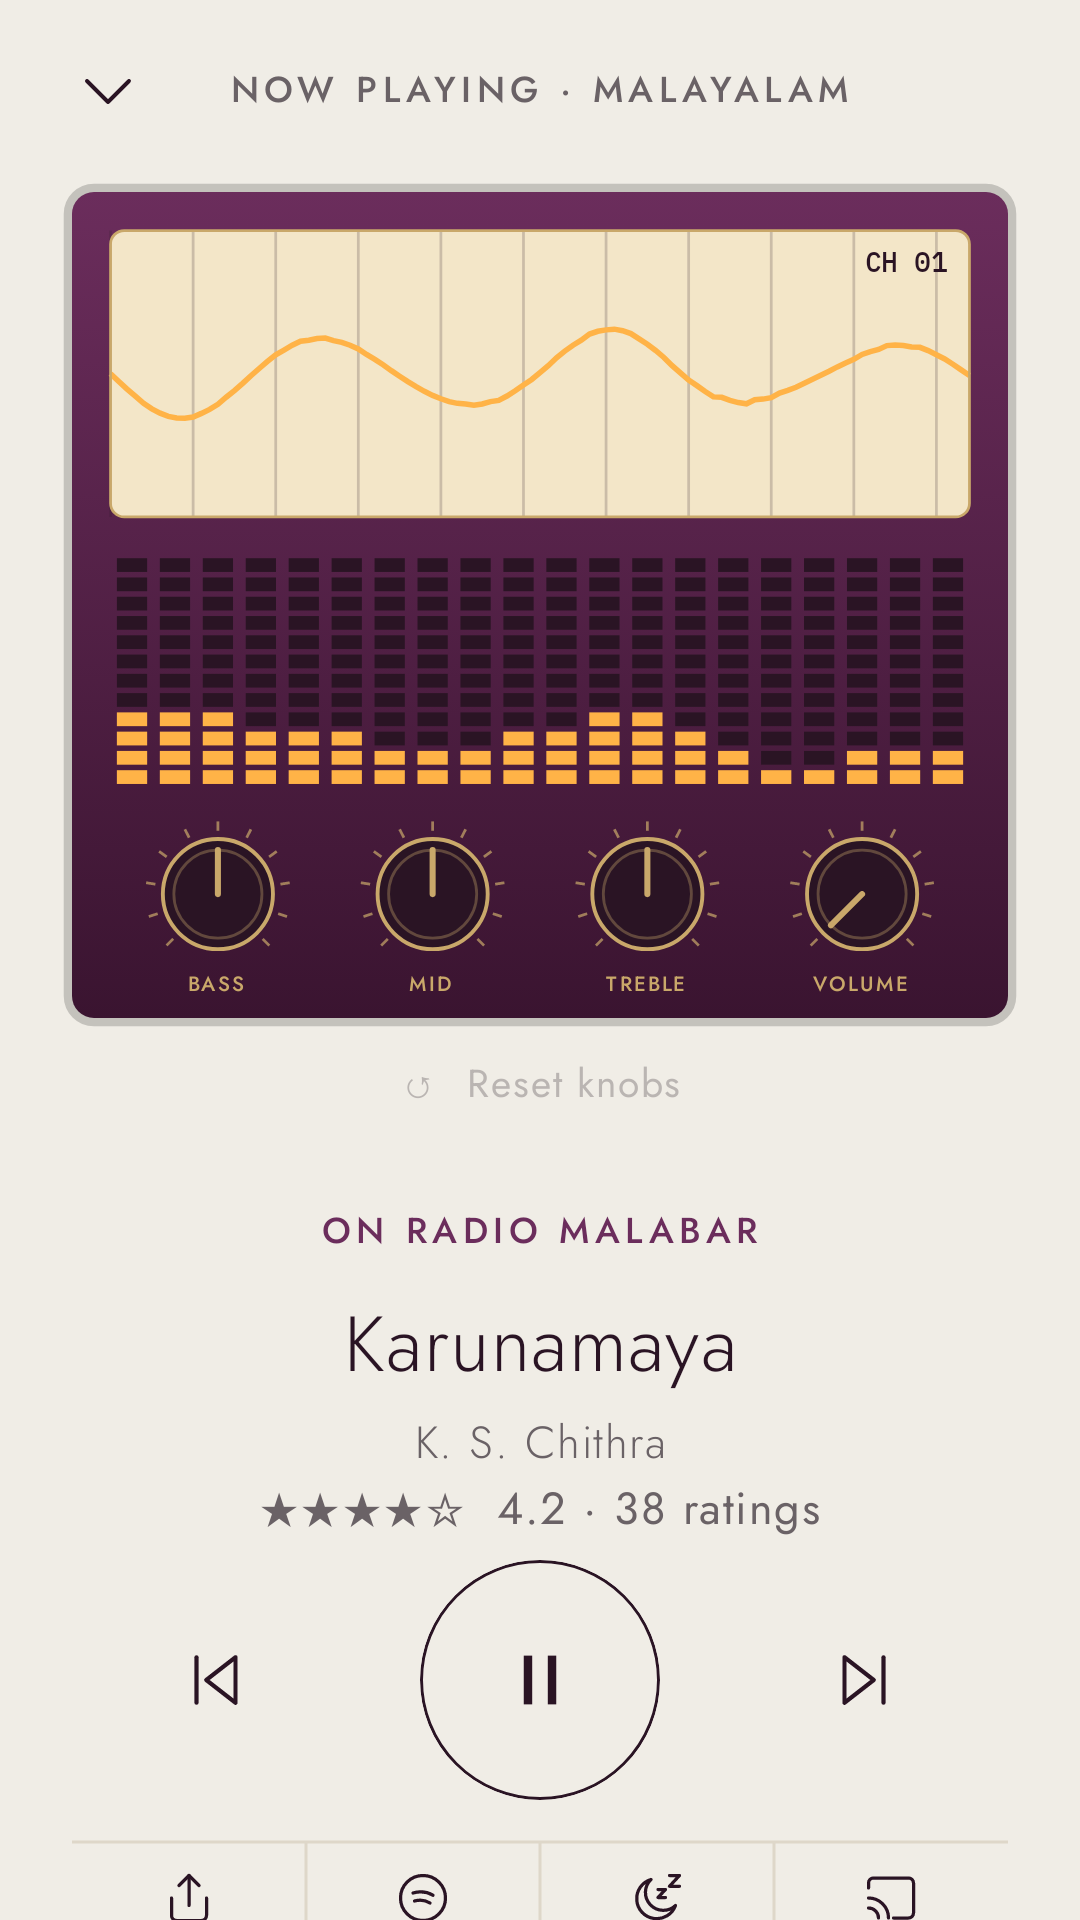 NOW PLAYING · MALAYALAM
CH 01
BASS MID TREBLE VOLUME
Reset knobs
ON RADIO MALABAR
Karunamaya
K. S. Chithra
★★★★☆ 4.2 · 38 ratings